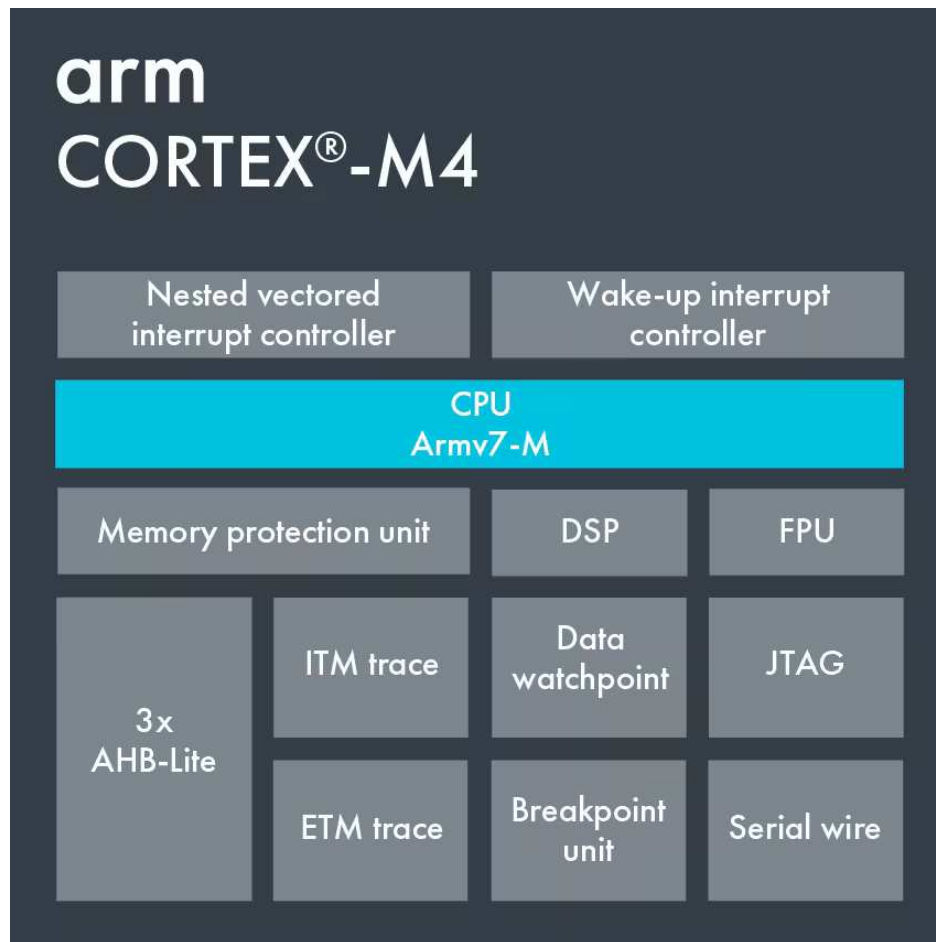 arm
CORTEX®-M4
Nested vectored
interrupt controller
Wake-up interrupt
controller
CPU
Armv7-M
Memory protection unit
DSP
FPU
3x
AHB-Lite
ITM trace
Data
watchpoint
JTAG
ETM trace
Breakpoint
unit
Serial wire